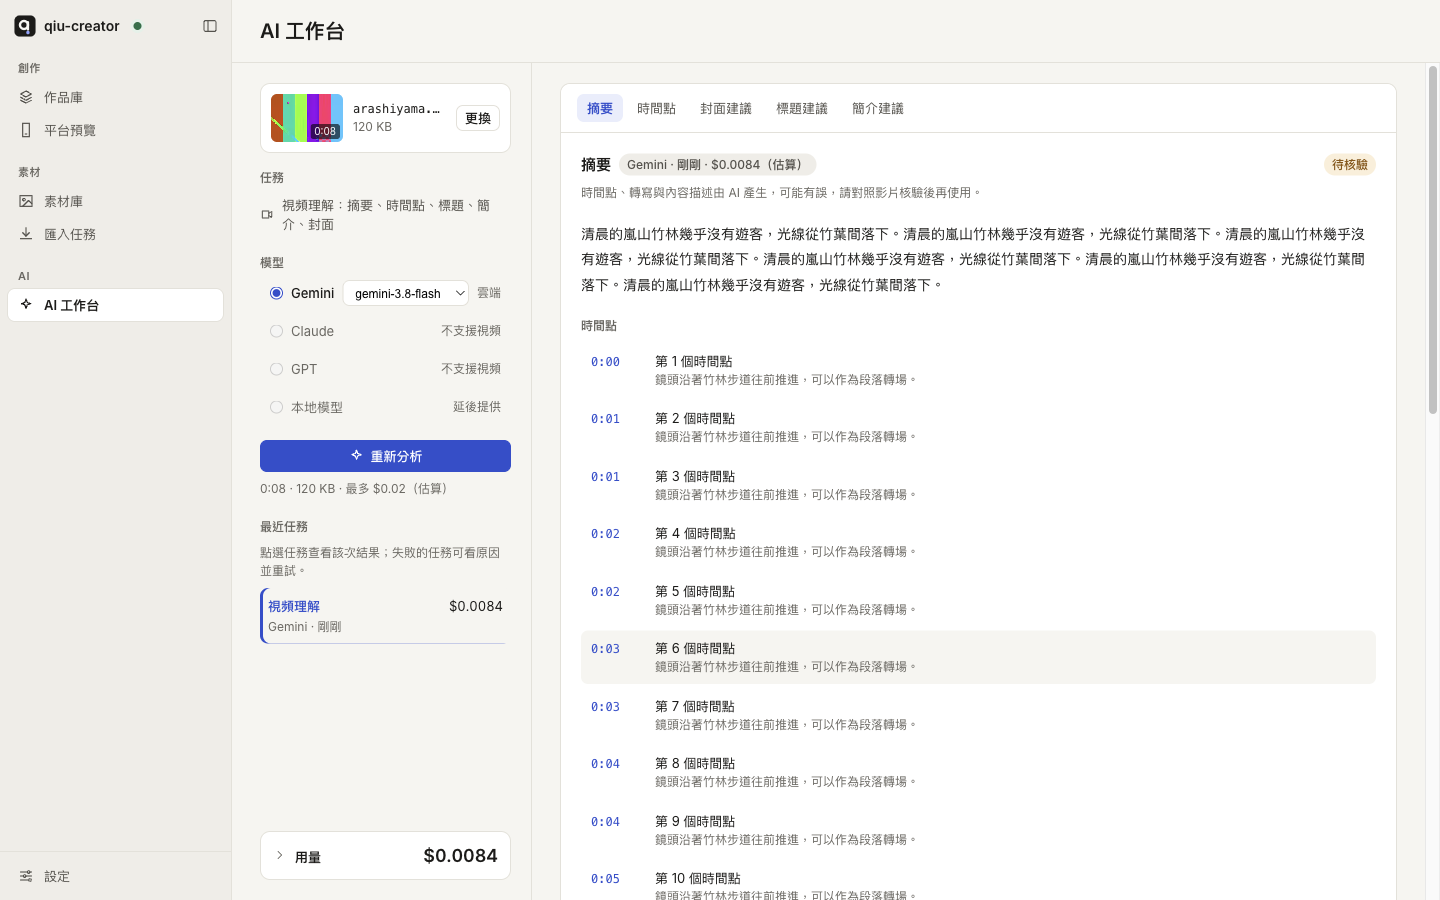 qiu-creator
創作
作品庫
平台預覽
素材
素材庫
匯入任務
AI
AI 工作台
設定
AI 工作台
0:08
arashiyama.…
120 KB
更換
任務
視頻理解：摘要、時間點、標題、簡
介、封面
模型
Gemini gemini-3.8-flash 雲端
Claude 不支援視頻
GPT 不支援視頻
本地模型 延後提供
重新分析
0:08 · 120 KB · 最多 $0.02（估算）
最近任務
點選任務查看該次結果；失敗的任務可看原因
並重試。
視頻理解 $0.0084
Gemini · 剛剛
用量 $0.0084
摘要 時間點 封面建議 標題建議 簡介建議
摘要 Gemini · 剛剛 · $0.0084（估算） 待核驗
時間點、轉寫與內容描述由 AI 產生，可能有誤，請對照影片核驗後再使用。
清晨的嵐山竹林幾乎沒有遊客，光線從竹葉間落下。清晨的嵐山竹林幾乎沒有遊客，光線從竹葉間落下。清晨的嵐山竹林幾乎沒
有遊客，光線從竹葉間落下。清晨的嵐山竹林幾乎沒有遊客，光線從竹葉間落下。清晨的嵐山竹林幾乎沒有遊客，光線從竹葉間
落下。清晨的嵐山竹林幾乎沒有遊客，光線從竹葉間落下。
時間點
0:00 第 1 個時間點
鏡頭沿著竹林步道往前推進，可以作為段落轉場。
0:01 第 2 個時間點
鏡頭沿著竹林步道往前推進，可以作為段落轉場。
0:01 第 3 個時間點
鏡頭沿著竹林步道往前推進，可以作為段落轉場。
0:02 第 4 個時間點
鏡頭沿著竹林步道往前推進，可以作為段落轉場。
0:02 第 5 個時間點
鏡頭沿著竹林步道往前推進，可以作為段落轉場。
0:03 第 6 個時間點
鏡頭沿著竹林步道往前推進，可以作為段落轉場。
0:03 第 7 個時間點
鏡頭沿著竹林步道往前推進，可以作為段落轉場。
0:04 第 8 個時間點
鏡頭沿著竹林步道往前推進，可以作為段落轉場。
0:04 第 9 個時間點
鏡頭沿著竹林步道往前推進，可以作為段落轉場。
0:05 第 10 個時間點
鏡頭沿著竹林步道往前推進，可以作為段落轉場。